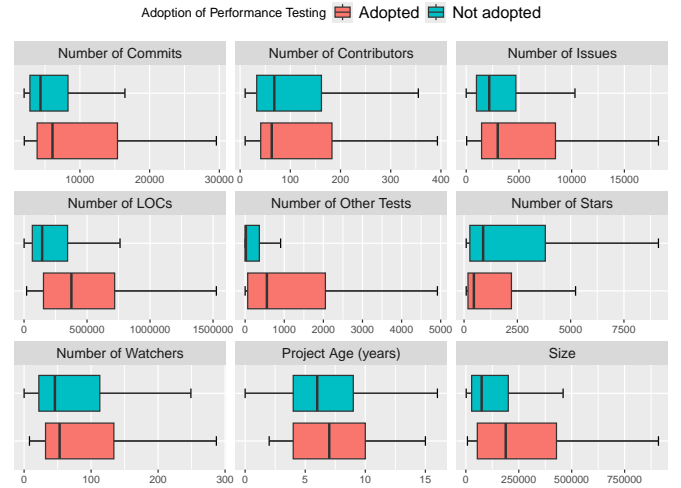 Adoption of Performance Testing Adopted Not adopted
Number of Commits Number of Contributors Number of Issues
10000 20000 30000 0 100 200 300 400 0 5000 10000 15000
Number of LOCs Number of Other Tests Number of Stars
0 500000 1000000 1500000 0 1000 2000 3000 4000 5000 0 2500 5000 7500
Number of Watchers Project Age (years) Size
0 100 200 300 0 5 10 15 0 250000 500000 750000